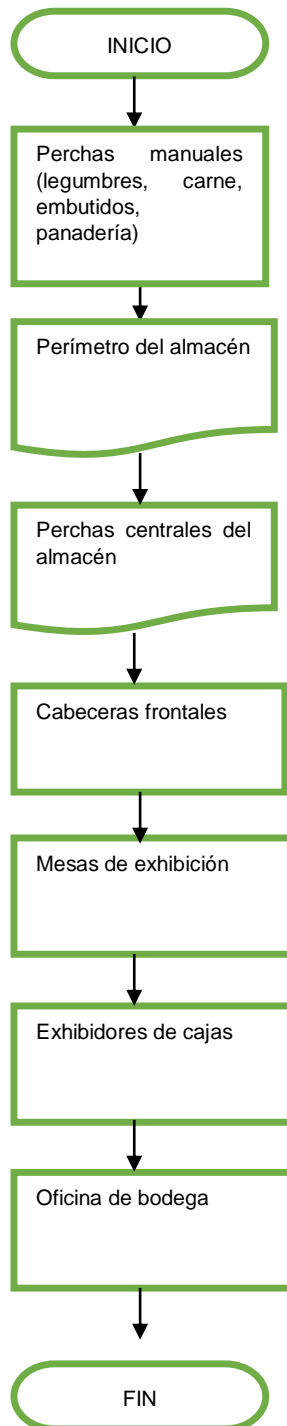 INICIO
Perchas manuales
(legumbres, carne,
embutidos,
panadería)
Perímetro del almacén
Perchas centrales del
almacén
Cabeceras frontales
Mesas de exhibición
Exhibidores de cajas
Oficina de bodega
FIN